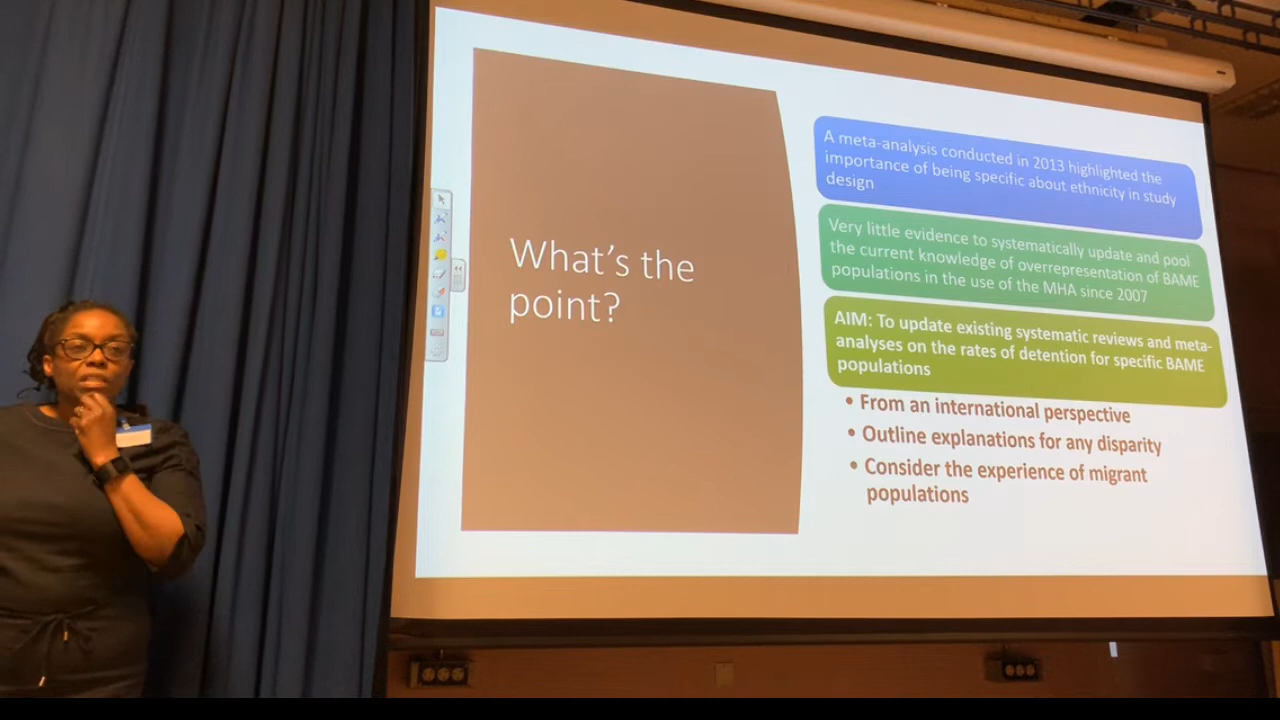 What's the
point?
A meta-analysis conducted in 2013 highlighted the
importance of being specific about ethnicity in study
design
Very little evidence to systematically update and pool
the current knowledge of overrepresentation of BAME
populations in the use of the MHA since 2007
AIM: To update existing systematic reviews and meta-
analyses on the rates of detention for specific BAME
populations
• From an international perspective
• Outline explanations for any disparity
• Consider the experience of migrant
populations